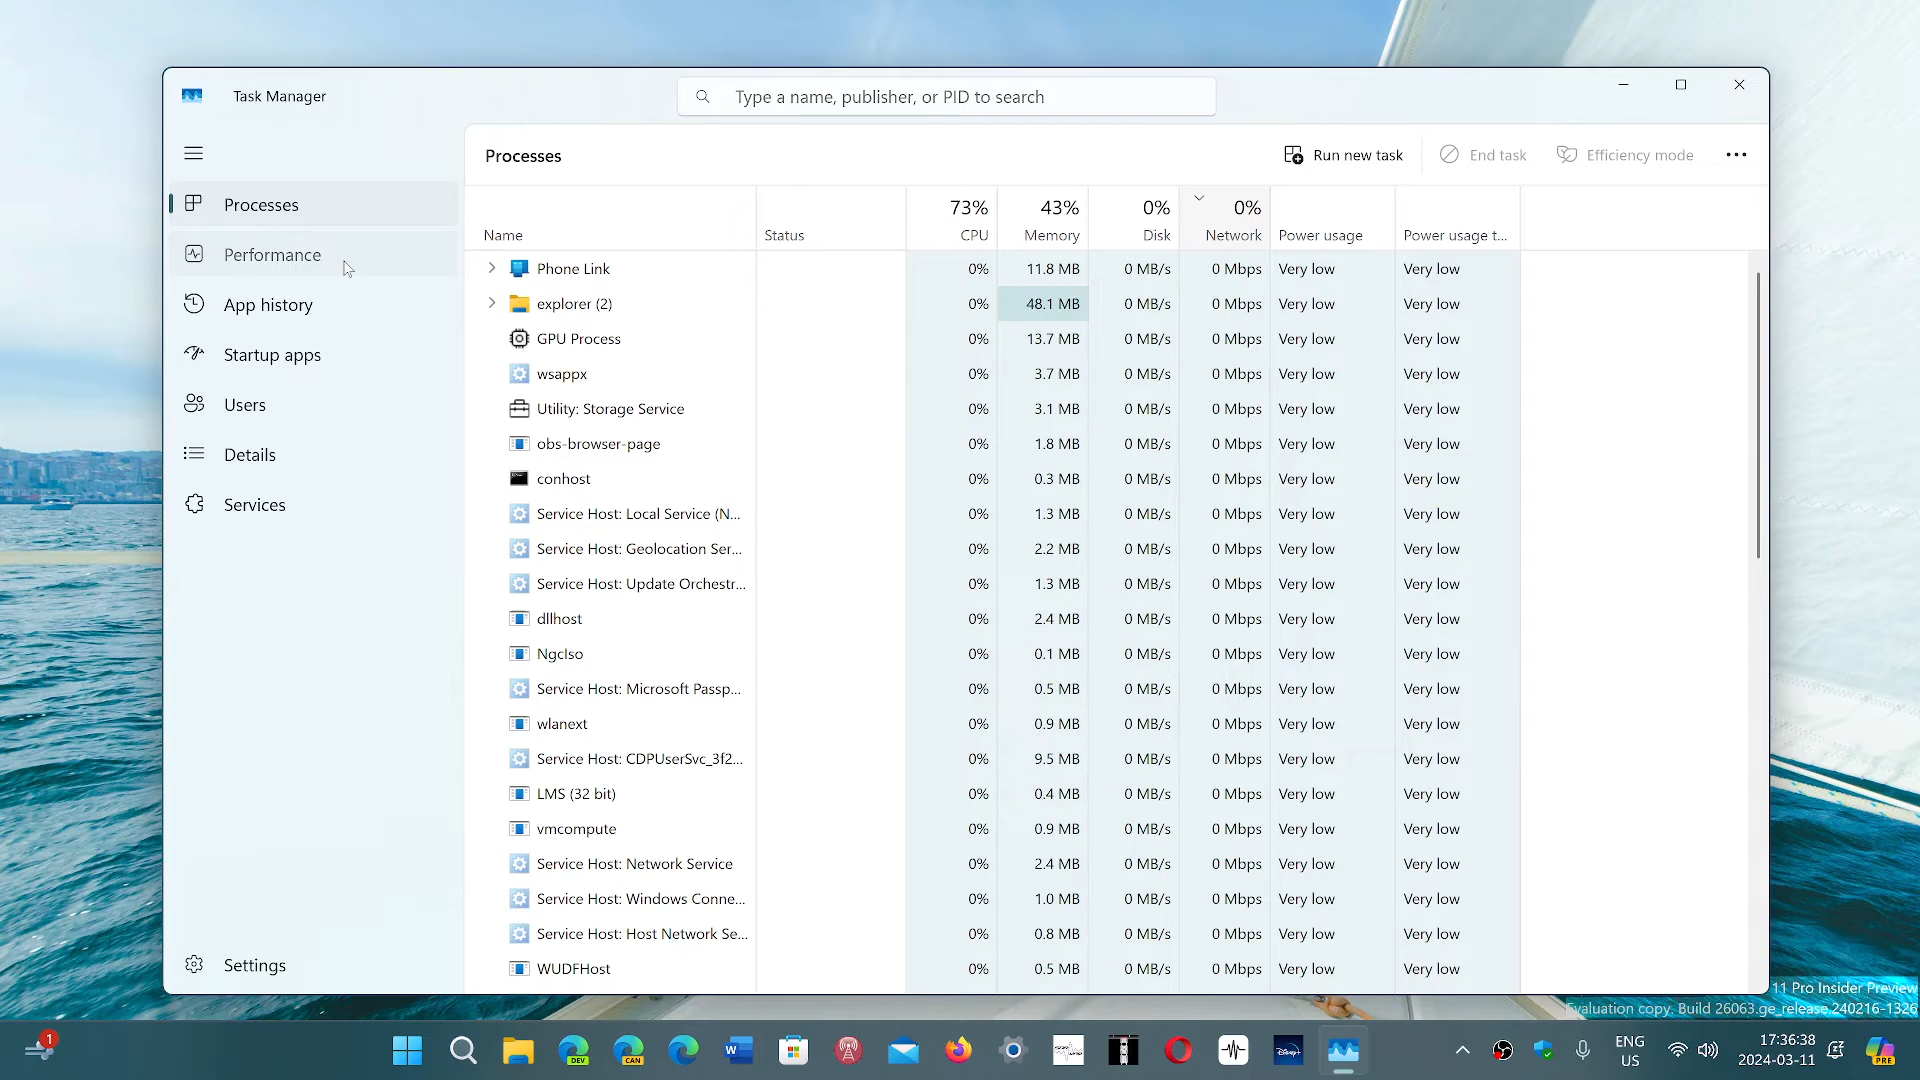 Task Manager
Type a name, publisher, or PID to search
Processes
Run new task
End task
Efficiency mode
Processes
Performance
App history
Startup apps
Users
Details
Services
Settings
73% 43% 0% 0%
Name Status CPU Memory Disk Network Power usage Power usage t...
Phone Link 0% 11.8 MB 0 MB/s 0 Mbps Very low Very low
explorer (2) 0% 48.1 MB 0 MB/s 0 Mbps Very low Very low
GPU Process 0% 13.7 MB 0 MB/s 0 Mbps Very low Very low
wsappx 0% 3.7 MB 0 MB/s 0 Mbps Very low Very low
Utility: Storage Service 0% 3.1 MB 0 MB/s 0 Mbps Very low Very low
obs-browser-page 0% 1.8 MB 0 MB/s 0 Mbps Very low Very low
conhost 0% 0.3 MB 0 MB/s 0 Mbps Very low Very low
Service Host: Local Service (N... 0% 1.3 MB 0 MB/s 0 Mbps Very low Very low
Service Host: Geolocation Ser... 0% 2.2 MB 0 MB/s 0 Mbps Very low Very low
Service Host: Update Orchestr... 0% 1.3 MB 0 MB/s 0 Mbps Very low Very low
dllhost 0% 2.4 MB 0 MB/s 0 Mbps Very low Very low
NgcIso 0% 0.1 MB 0 MB/s 0 Mbps Very low Very low
Service Host: Microsoft Passp... 0% 0.5 MB 0 MB/s 0 Mbps Very low Very low
wlanext 0% 0.9 MB 0 MB/s 0 Mbps Very low Very low
Service Host: CDPUserSvc_3f2... 0% 9.5 MB 0 MB/s 0 Mbps Very low Very low
LMS (32 bit) 0% 0.4 MB 0 MB/s 0 Mbps Very low Very low
vmcompute 0% 0.9 MB 0 MB/s 0 Mbps Very low Very low
Service Host: Network Service 0% 2.4 MB 0 MB/s 0 Mbps Very low Very low
Service Host: Windows Conne... 0% 1.0 MB 0 MB/s 0 Mbps Very low Very low
Service Host: Host Network Se... 0% 0.8 MB 0 MB/s 0 Mbps Very low Very low
WUDFHost 0% 0.5 MB 0 MB/s 0 Mbps Very low Very low
11 Pro Insider Preview
Evaluation copy. Build 26063.ge_release.240216-1326
1
DEV
CAN
W
Disney+
ENG
US
17:36:38
2024-03-11
PRE